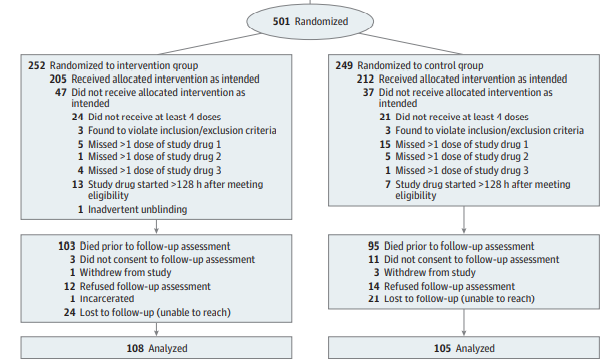 501 Randomized
252 Randomized to intervention group
205 Received allocated intervention as intended
47 Did not receive allocated intervention as
intended
24 Did not receive at least 4 doses
3 Found to violate inclusion/exclusion criteria
5 Missed >1 dose of study drug 1
1 Missed >1 dose of study drug 2
4 Missed >1 dose of study drug 3
13 Study drug started >128 h after meeting
eligibility
1 Inadvertent unblinding
249 Randomized to control group
212 Received allocated intervention as intended
37 Did not receive allocated intervention as
intended
21 Did not receive at least 4 doses
3 Found to violate inclusion/exclusion criteria
15 Missed >1 dose of study drug 1
5 Missed >1 dose of study drug 2
1 Missed >1 dose of study drug 3
7 Study drug started >128 h after meeting
eligibility
103 Died prior to follow-up assessment
3 Did not consent to follow-up assessment
1 Withdrew from study
12 Refused follow-up assessment
1 Incarcerated
24 Lost to follow-up (unable to reach)
95 Died prior to follow-up assessment
11 Did not consent to follow-up assessment
3 Withdrew from study
14 Refused follow-up assessment
21 Lost to follow-up (unable to reach)
108 Analyzed
105 Analyzed